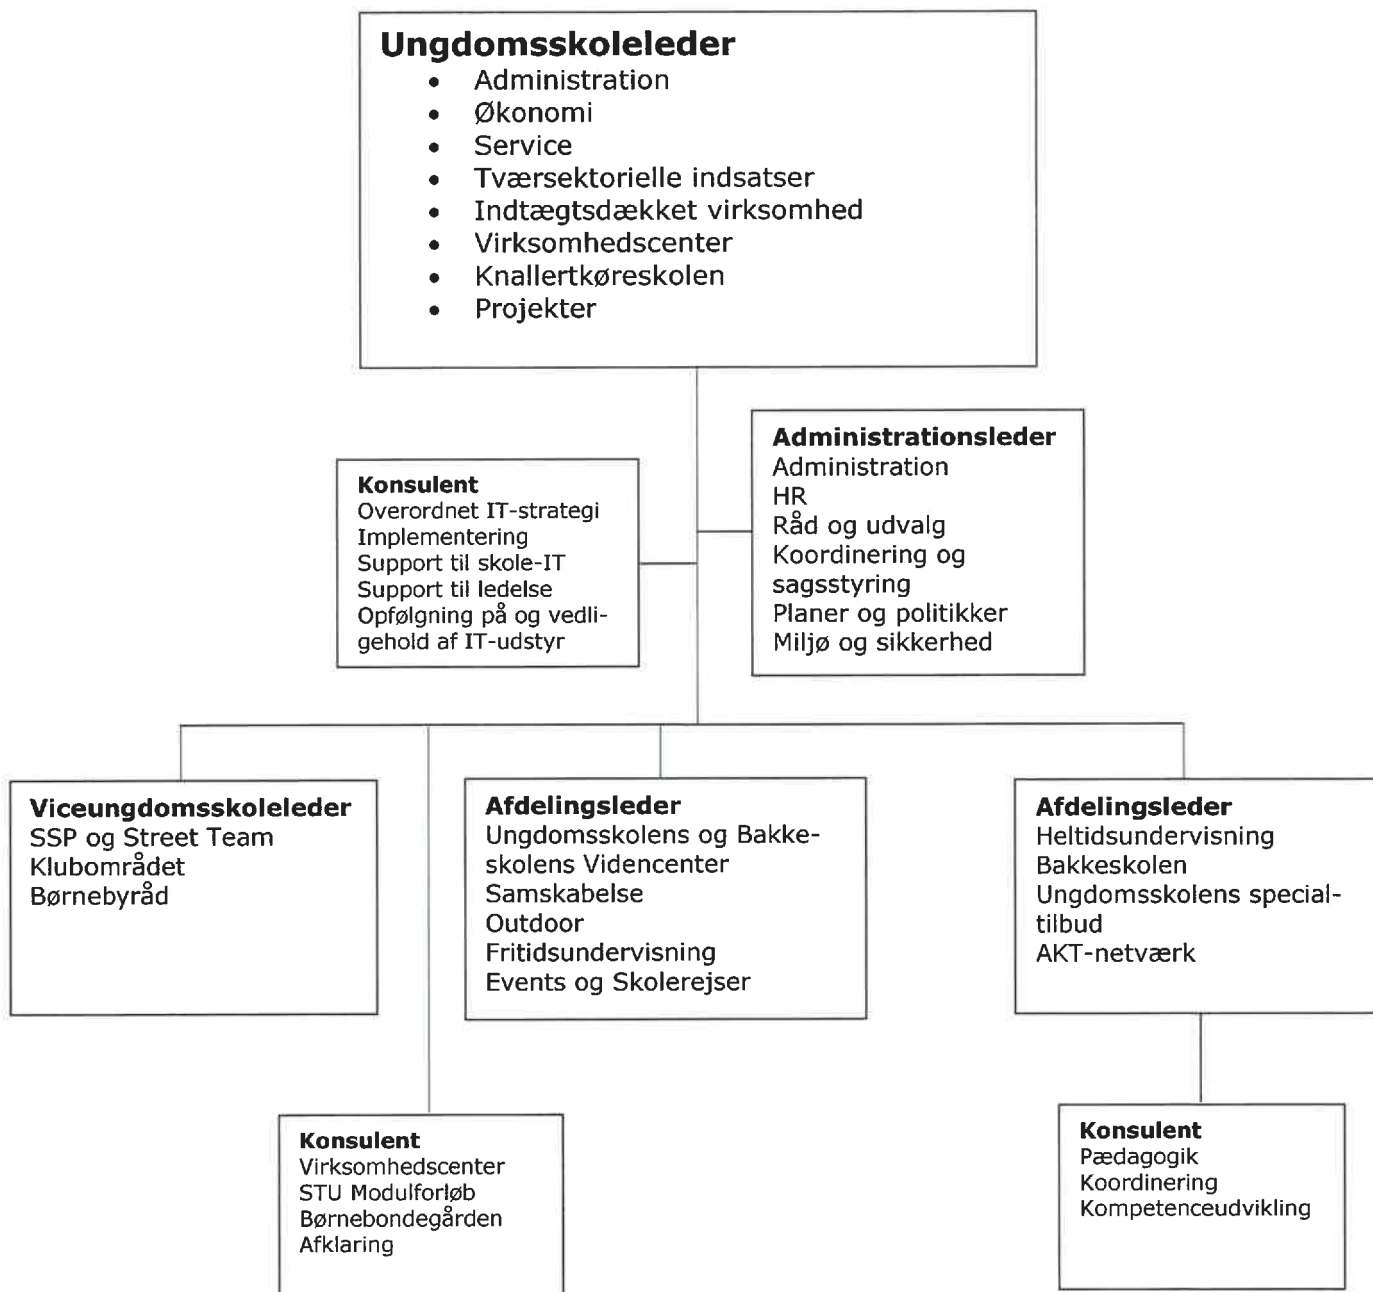 Ungdomsskoleleder
• Administration
• Økonomi
• Service
• Tværsektorielle indsatser
• Indtægtsdækket virksomhed
• Virksomhedscenter
• Knallertkøreskolen
• Projekter
Konsulent
Overordnet IT-strategi
Implementering
Support til skole-IT
Support til ledelse
Opfølgning på og vedli-
gehold af IT-udstyr
Administrationsleder
Administration
HR
Råd og udvalg
Koordinering og
sagsstyring
Planer og politikker
Miljø og sikkerhed
Viceungdomsskoleleder
SSP og Street Team
Klubområdet
Børnebyråd
Afdelingsleder
Ungdomsskolens og Bakke-
skolens Videncenter
Samskabelse
Outdoor
Fritidsundervisning
Events og Skolerejser
Afdelingsleder
Heltidsundervisning
Bakkeskolen
Ungdomsskolens special-
tilbud
AKT-netværk
Konsulent
Virksomhedscenter
STU Modulforløb
Børnebondegården
Afklaring
Konsulent
Pædagogik
Koordinering
Kompetenceudvikling